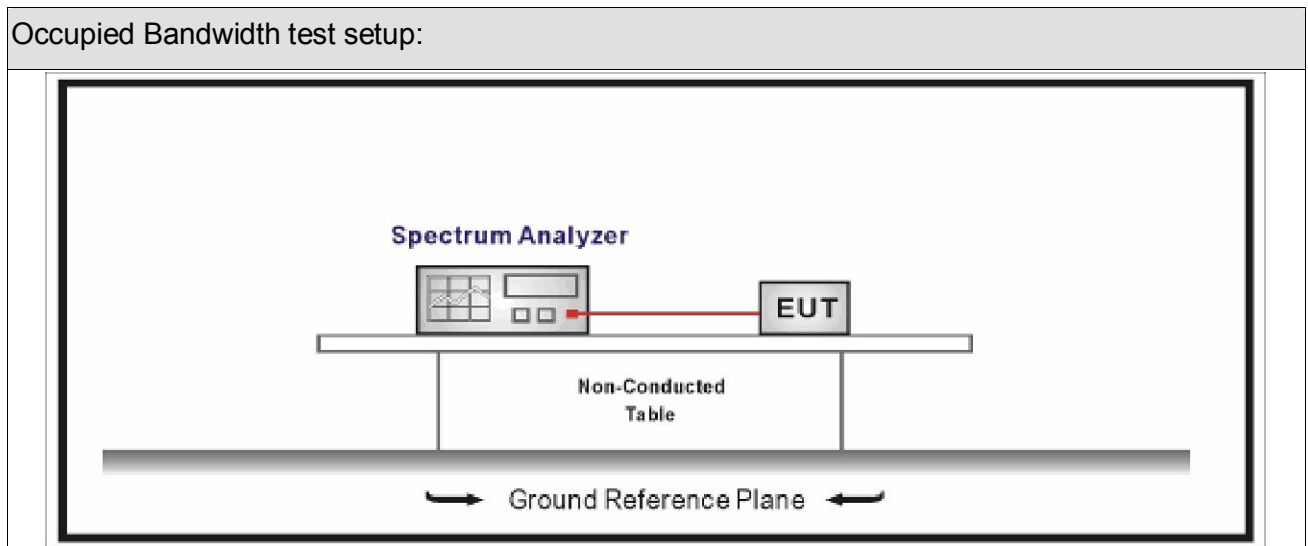 Occupied Bandwidth test setup:
Spectrum Analyzer
EUT
Non-Conducted
Table
Ground Reference Plane